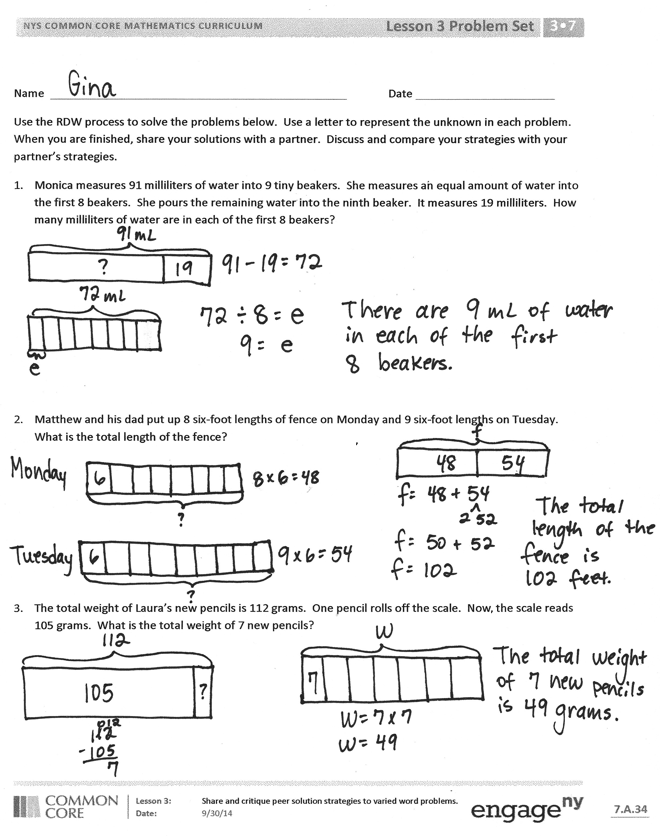 NYS COMMON CORE MATHEMATICS CURRICULUM Lesson 3 Problem Set 3•7
Name Gina Date
Use the RDW process to solve the problems below. Use a letter to represent the unknown in each problem.
When you are finished, share your solutions with a partner. Discuss and compare your strategies with your
partner's strategies.
1. Monica measures 91 milliliters of water into 9 tiny beakers. She measures an equal amount of water into
the first 8 beakers. She pours the remaining water into the ninth beaker. It measures 19 milliliters. How
many milliliters of water are in each of the first 8 beakers?
91 mL
? 19 91 - 19 = 72
72 mL
e
72 ÷ 8 = e
9 = e
There are 9 mL of water
in each of the first
8 beakers.
2. Matthew and his dad put up 8 six-foot lengths of fence on Monday and 9 six-foot lengths on Tuesday.
What is the total length of the fence?
Monday 6 8 x 6 = 48
?
Tuesday 6 9 x 6 = 54
?
f
48 54
f = 48 + 54
2 52
f = 50 + 52
f = 102
The total
length of the
fence is
102 feet.
3. The total weight of Laura's new pencils is 112 grams. One pencil rolls off the scale. Now, the scale reads
105 grams. What is the total weight of 7 new pencils?
112
105 ?
0 12
112
- 105
7
W
7
W = 7 x 7
W = 49
The total weight
of 7 new pencils
is 49 grams.
COMMON
CORE
Lesson 3: Share and critique peer solution strategies to varied word problems.
Date: 9/30/14
engage ny
7.A.34